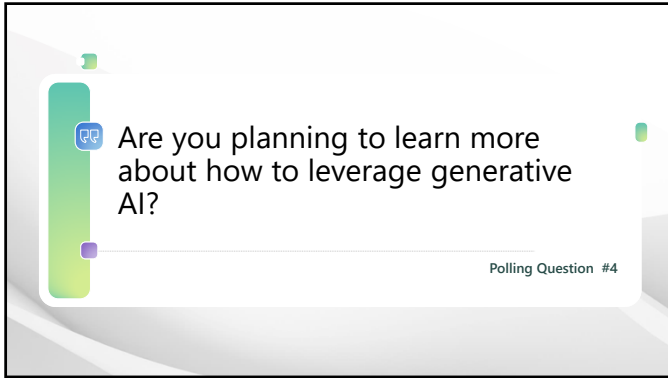 Are you planning to learn more
about how to leverage generative
AI?
Polling Question #4